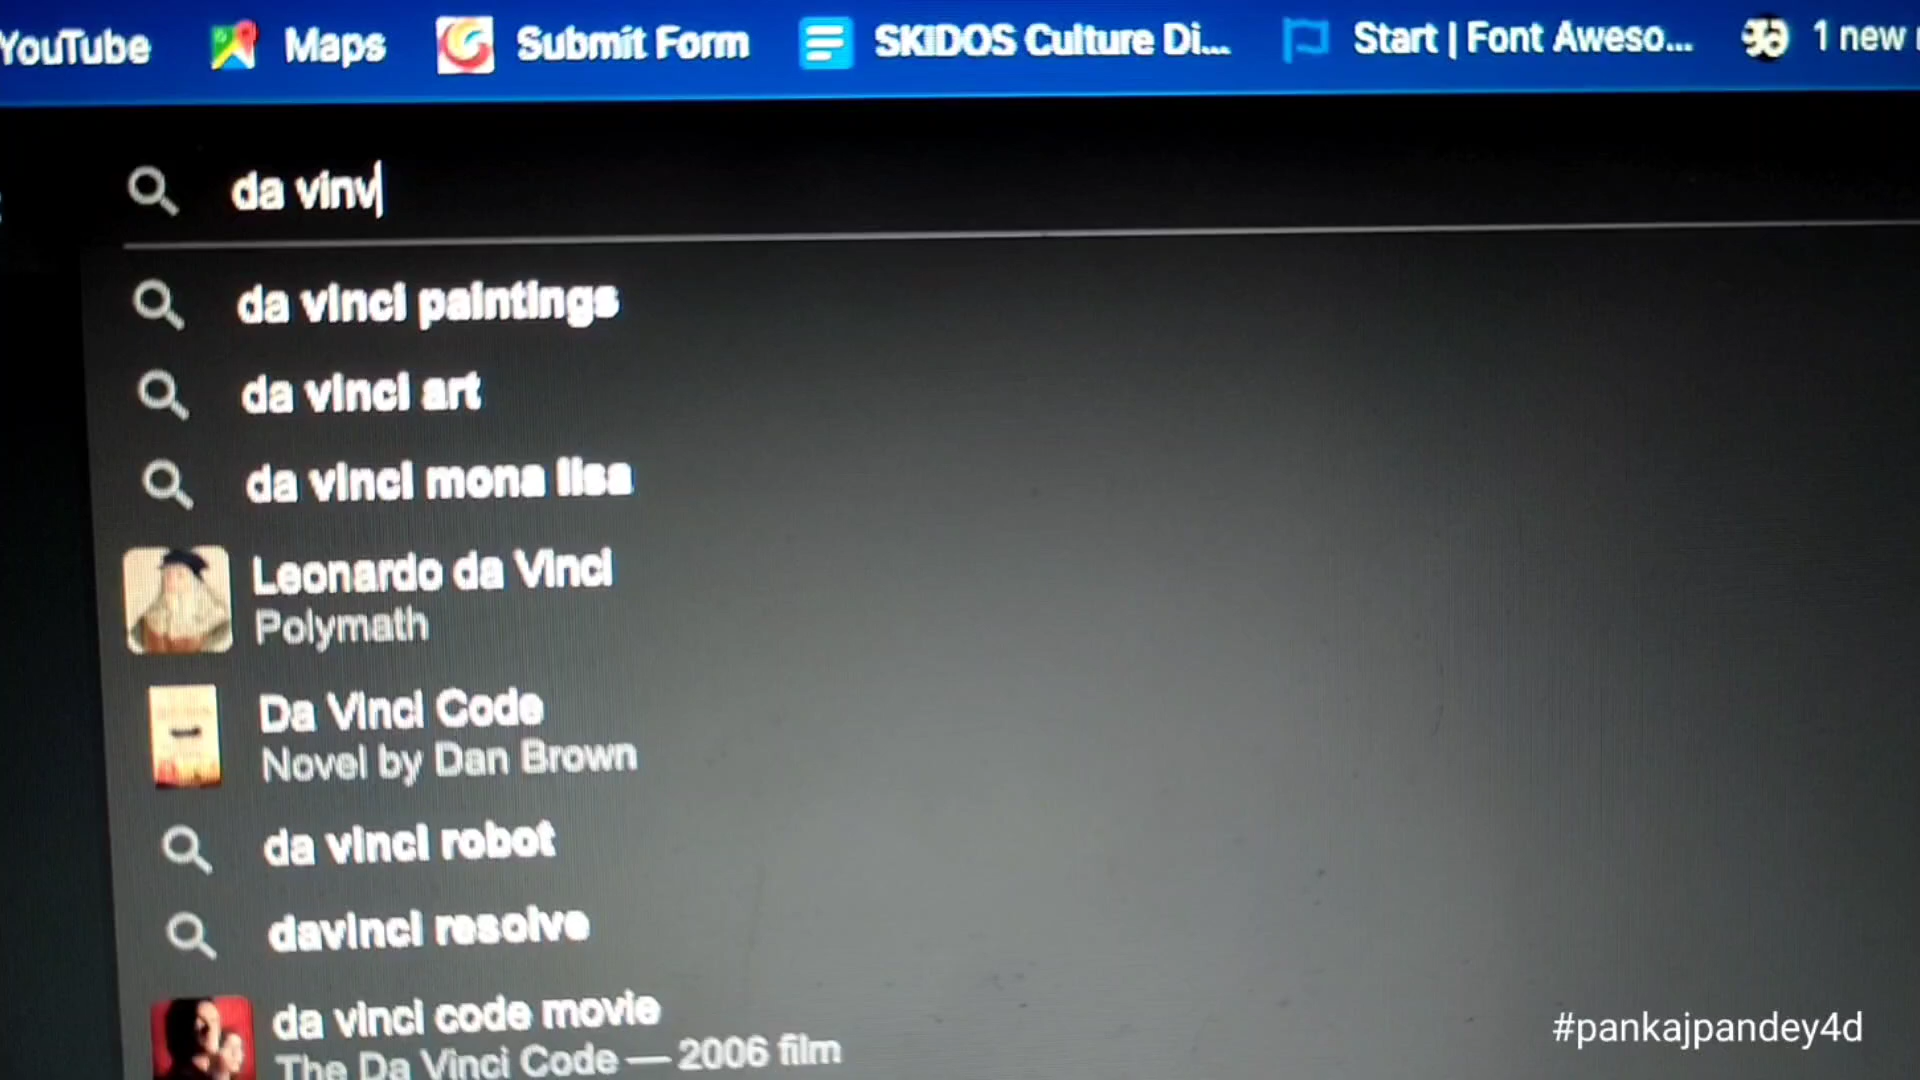 YouTube Maps Submit Form SKIDOS Culture Di... Start | Font Aweso... 1 new
da vinv
da vinci paintings
da vinci art
da vinci mona lisa
Leonardo da Vinci
Polymath
Da Vinci Code
Novel by Dan Brown
da vinci robot
davinci resolve
da vinci code movie
The Da Vinci Code — 2006 film
#pankajpandey4d